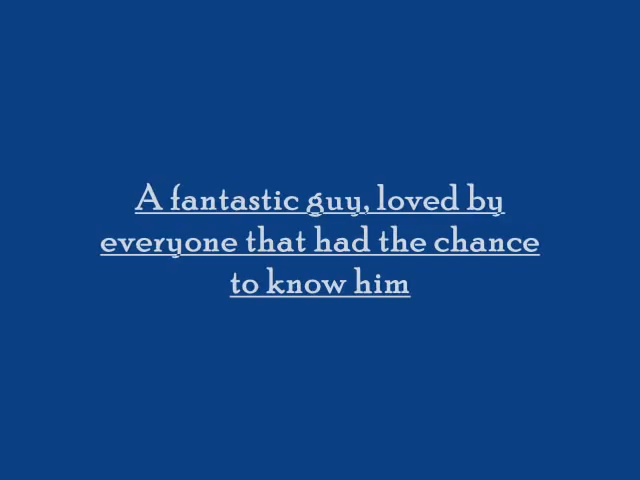 A fantastic guy, loved by
everyone that had the chance
to know him